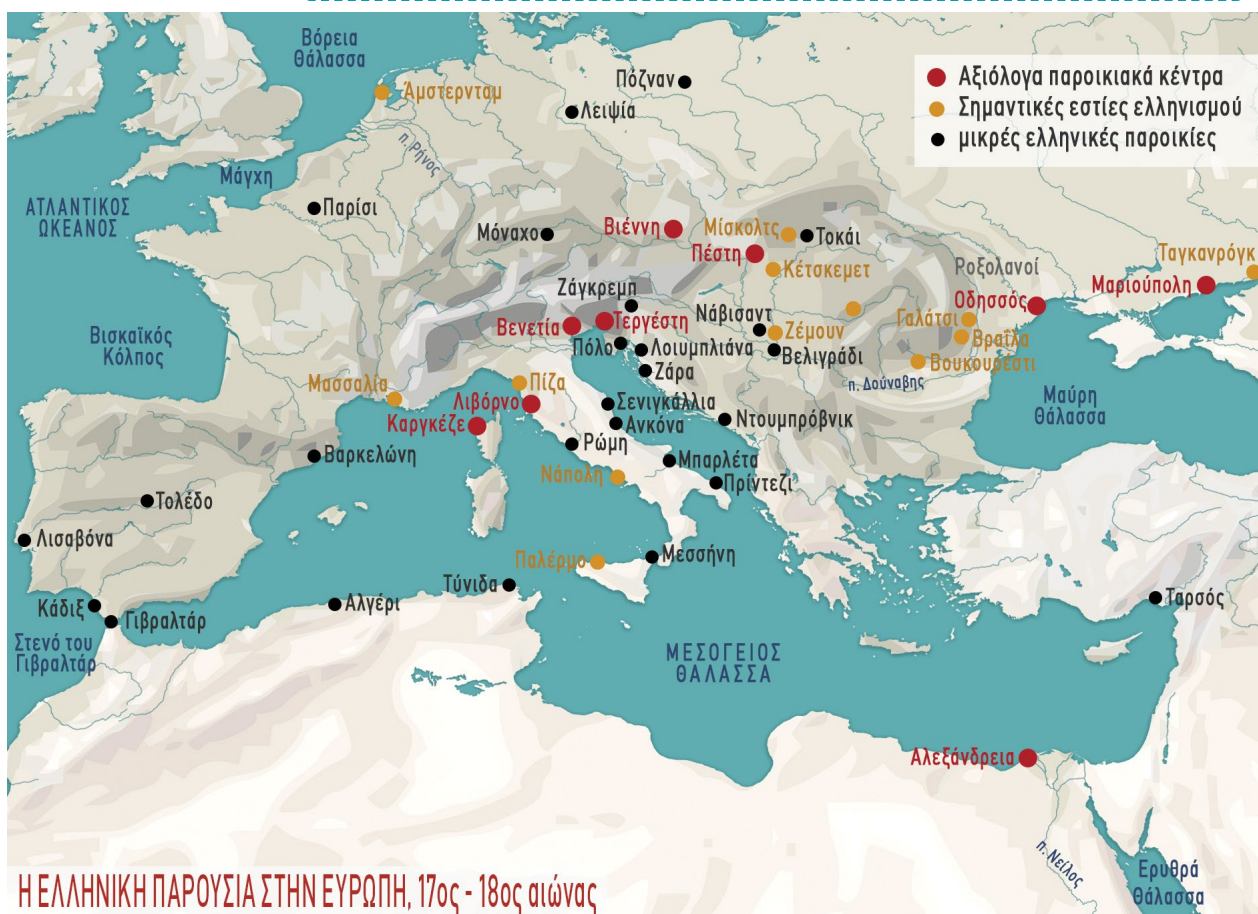 Βόρεια
Θάλασσα
Άμστερνταμ
Πόζναν
Λειψία
π. Ρήνος
Αξιόλογα παροικιακά κέντρα
Σημαντικές εστίες ελληνισμού
μικρές ελληνικές παροικίες
Μάγχη
ΑΤΛΑΝΤΙΚΟΣ
ΩΚΕΑΝΟΣ
Παρίσι
Μόναχο
Βιέννη
Μίσκολτς
Τοκάι
Πέστη
Κέτσκεμετ
Ροξολανοί
Ταγκανρόγκ
Μαριούπολη
Οδησσός
Ζάγκρεμπ
Νάβισαντ
Γαλάτσι
Βενετία
Τεργέστη
Ζέμουν
Βραΐλα
Βισκαϊκός
Κόλπος
Πόλο
Λοιυμπλιάνα
Βελιγράδι
Βουκουρέστι
Ζάρα
π. Δούναβης
Μασσαλία
Πίζα
Μαύρη
Θάλασσα
Λιβόρνο
Σενιγκάλλια
Καργκέζε
Ανκόνα
Ντουμπρόβνικ
Ρώμη
Βαρκελώνη
Μπαρλέτα
Νάπολη
Πρίντεζι
Τολέδο
Λισαβόνα
Παλέρμο
Μεσσήνη
Τύνιδα
Κάδιξ
Αλγέρι
Ταρσός
Γιβραλτάρ
Στενό του
Γιβραλτάρ
ΜΕΣΟΓΕΙΟΣ
ΘΑΛΑΣΣΑ
Αλεξάνδρεια
π. Νείλος
Ερυθρά
Θάλασσα
Η ΕΛΛΗΝΙΚΗ ΠΑΡΟΥΣΙΑ ΣΤΗΝ ΕΥΡΩΠΗ, 17ος - 18ος αιώνας